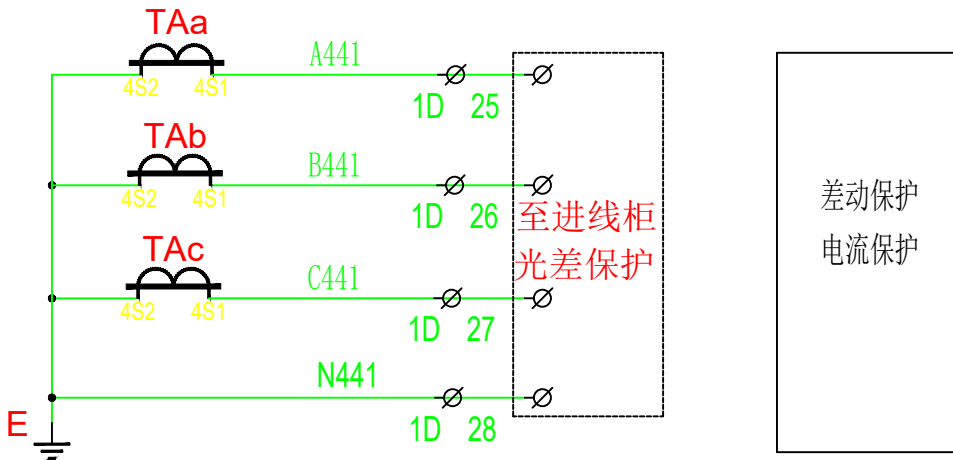 TAa
A441
4S2 4S1
1D 25
TAb
B441
4S2 4S1
1D 26
至进线柜
光差保护
差动保护
电流保护
TAc
C441
4S2 4S1
1D 27
N441
1D 28
E